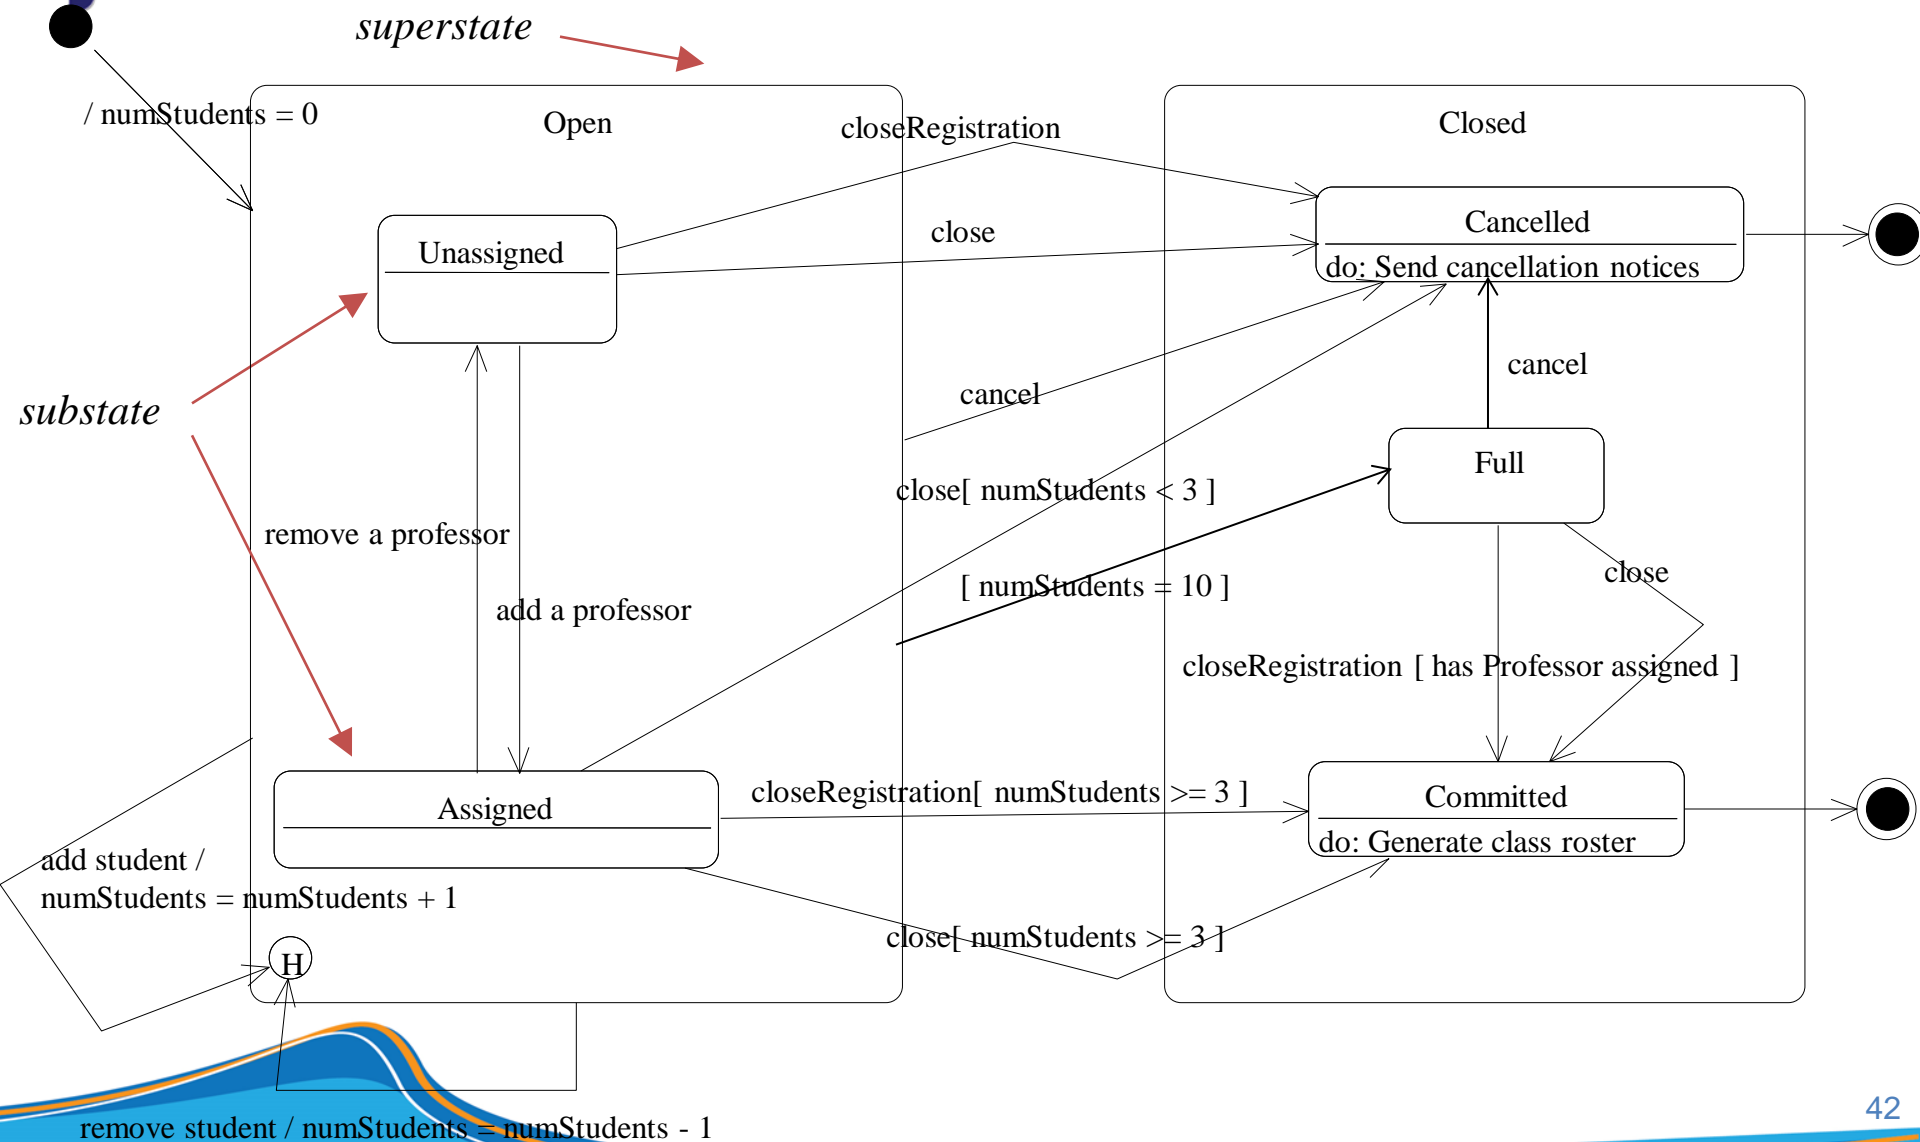 superstate
/ numStudents = 0
Open
closeRegistration
Closed
Unassigned
close
Cancelled
do: Send cancellation notices
cancel
cancel
substate
Full
close[ numStudents < 3 ]
remove a professor
close
[ numStudents = 10 ]
add a professor
closeRegistration [ has Professor assigned ]
closeRegistration[ numStudents >= 3 ]
Assigned
Committed
do: Generate class roster
add student /
numStudents = numStudents + 1
close[ numStudents >= 3 ]
H
remove student / numStudents = numStudents - 1
42